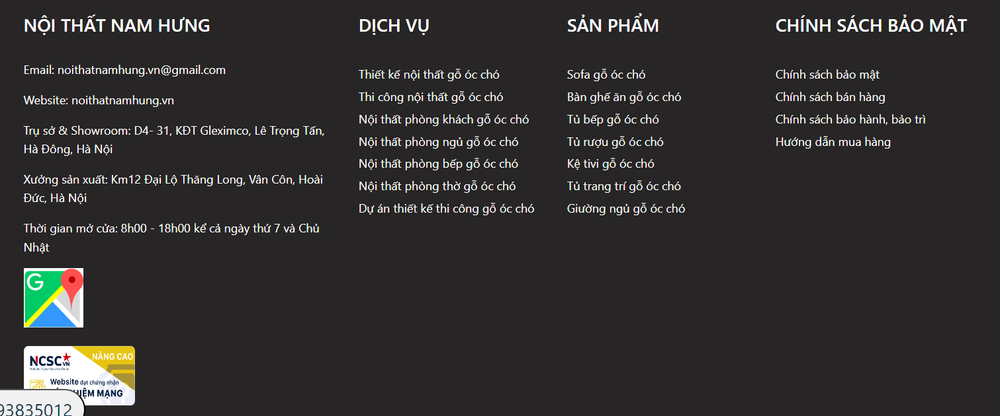 NỘI THẤT NAM HƯNG
Email: noithatnamhung.vn@gmail.com
Website: noithatnamhung.vn
Trụ sở & Showroom: D4- 31, KĐT Gleximco, Lê Trọng Tấn,
Hà Đông, Hà Nội
Xưởng sản xuất: Km12 Đại Lộ Thăng Long, Vân Côn, Hoài
Đức, Hà Nội
Thời gian mở cửa: 8h00 - 18h00 kể cả ngày thứ 7 và Chủ
Nhật
G
NCSC VN
National Cyber Security Center
NÂNG CAO
Website đạt chứng nhận
NHIỆM MẠNG
93835012
DỊCH VỤ
Thiết kế nội thất gỗ óc chó
Thi công nội thất gỗ óc chó
Nội thất phòng khách gỗ óc chó
Nội thất phòng ngủ gỗ óc chó
Nội thất phòng bếp gỗ óc chó
Nội thất phòng thờ gỗ óc chó
Dự án thiết kế thi công gỗ óc chó
SẢN PHẨM
Sofa gỗ óc chó
Bàn ghế ăn gỗ óc chó
Tủ bếp gỗ óc chó
Tủ rượu gỗ óc chó
Kệ tivi gỗ óc chó
Tủ trang trí gỗ óc chó
Giường ngủ gỗ óc chó
CHÍNH SÁCH BẢO MẬT
Chính sách bảo mật
Chính sách bán hàng
Chính sách bảo hành, bảo trì
Hướng dẫn mua hàng